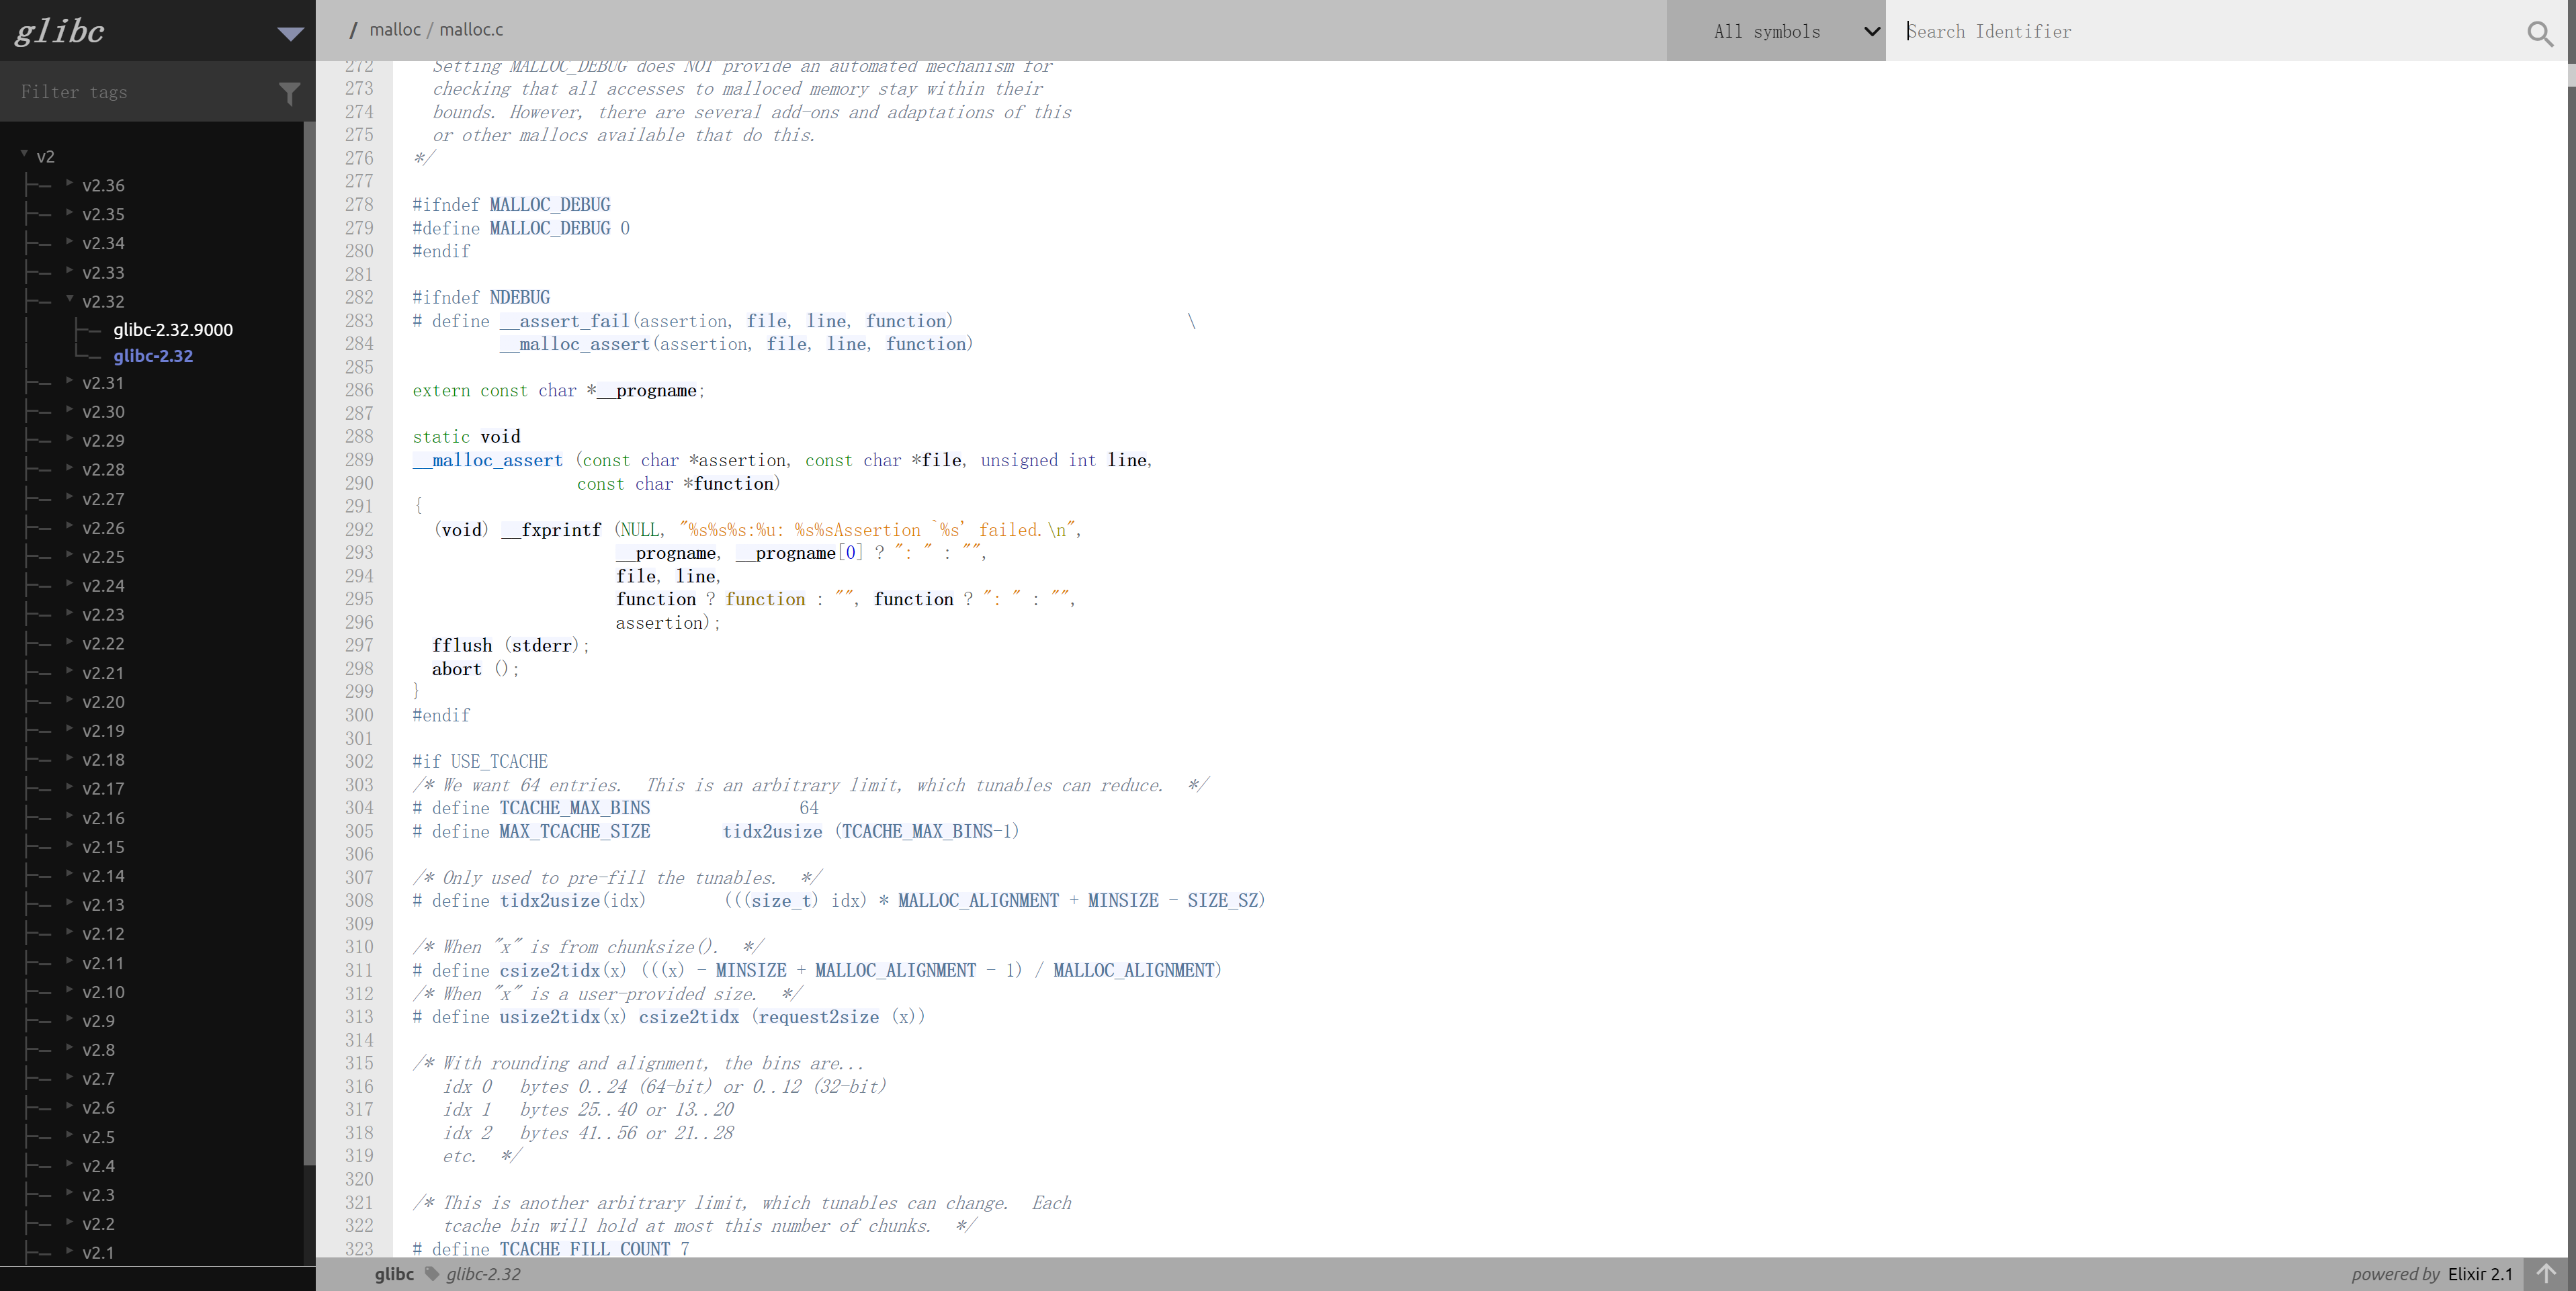 glibc
/ malloc / malloc.c
All symbols
Search Identifier
Filter tags
v2
v2.36
v2.35
v2.34
v2.33
v2.32
glibc-2.32.9000
glibc-2.32
v2.31
v2.30
v2.29
v2.28
v2.27
v2.26
v2.25
v2.24
v2.23
v2.22
v2.21
v2.20
v2.19
v2.18
v2.17
v2.16
v2.15
v2.14
v2.13
v2.12
v2.11
v2.10
v2.9
v2.8
v2.7
v2.6
v2.5
v2.4
v2.3
v2.2
v2.1
272 Setting MALLOC_DEBUG does NOT provide an automated mechanism for
273 checking that all accesses to malloced memory stay within their
274 bounds. However, there are several add-ons and adaptations of this
275 or other mallocs available that do this.
276 */
277
278 #ifndef MALLOC_DEBUG
279 #define MALLOC_DEBUG 0
280 #endif
281
282 #ifndef NDEBUG
283 # define __assert_fail(assertion, file, line, function) \
284 __malloc_assert(assertion, file, line, function)
285
286 extern const char *__progname;
287
288 static void
289 __malloc_assert (const char *assertion, const char *file, unsigned int line,
290 const char *function)
291 {
292 (void) __fxprintf (NULL, "%s%s%s:%u: %s%sAssertion `%s' failed.\n",
293 __progname, __progname[0] ? ": " : "",
294 file, line,
295 function ? function : "", function ? ": " : "",
296 assertion);
297 fflush (stderr);
298 abort ();
299 }
300 #endif
301
302 #if USE_TCACHE
303 /* We want 64 entries. This is an arbitrary limit, which tunables can reduce. */
304 # define TCACHE_MAX_BINS 64
305 # define MAX_TCACHE_SIZE tidx2usize (TCACHE_MAX_BINS-1)
306
307 /* Only used to pre-fill the tunables. */
308 # define tidx2usize(idx) (((size_t) idx) * MALLOC_ALIGNMENT + MINSIZE - SIZE_SZ)
309
310 /* When "x" is from chunksize(). */
311 # define csize2tidx(x) (((x) - MINSIZE + MALLOC_ALIGNMENT - 1) / MALLOC_ALIGNMENT)
312 /* When "x" is a user-provided size. */
313 # define usize2tidx(x) csize2tidx (request2size (x))
314
315 /* With rounding and alignment, the bins are...
316 idx 0 bytes 0..24 (64-bit) or 0..12 (32-bit)
317 idx 1 bytes 25..40 or 13..20
318 idx 2 bytes 41..56 or 21..28
319 etc. */
320
321 /* This is another arbitrary limit, which tunables can change. Each
322 tcache bin will hold at most this number of chunks. */
323 # define TCACHE_FILL_COUNT 7
glibc glibc-2.32
powered by Elixir 2.1